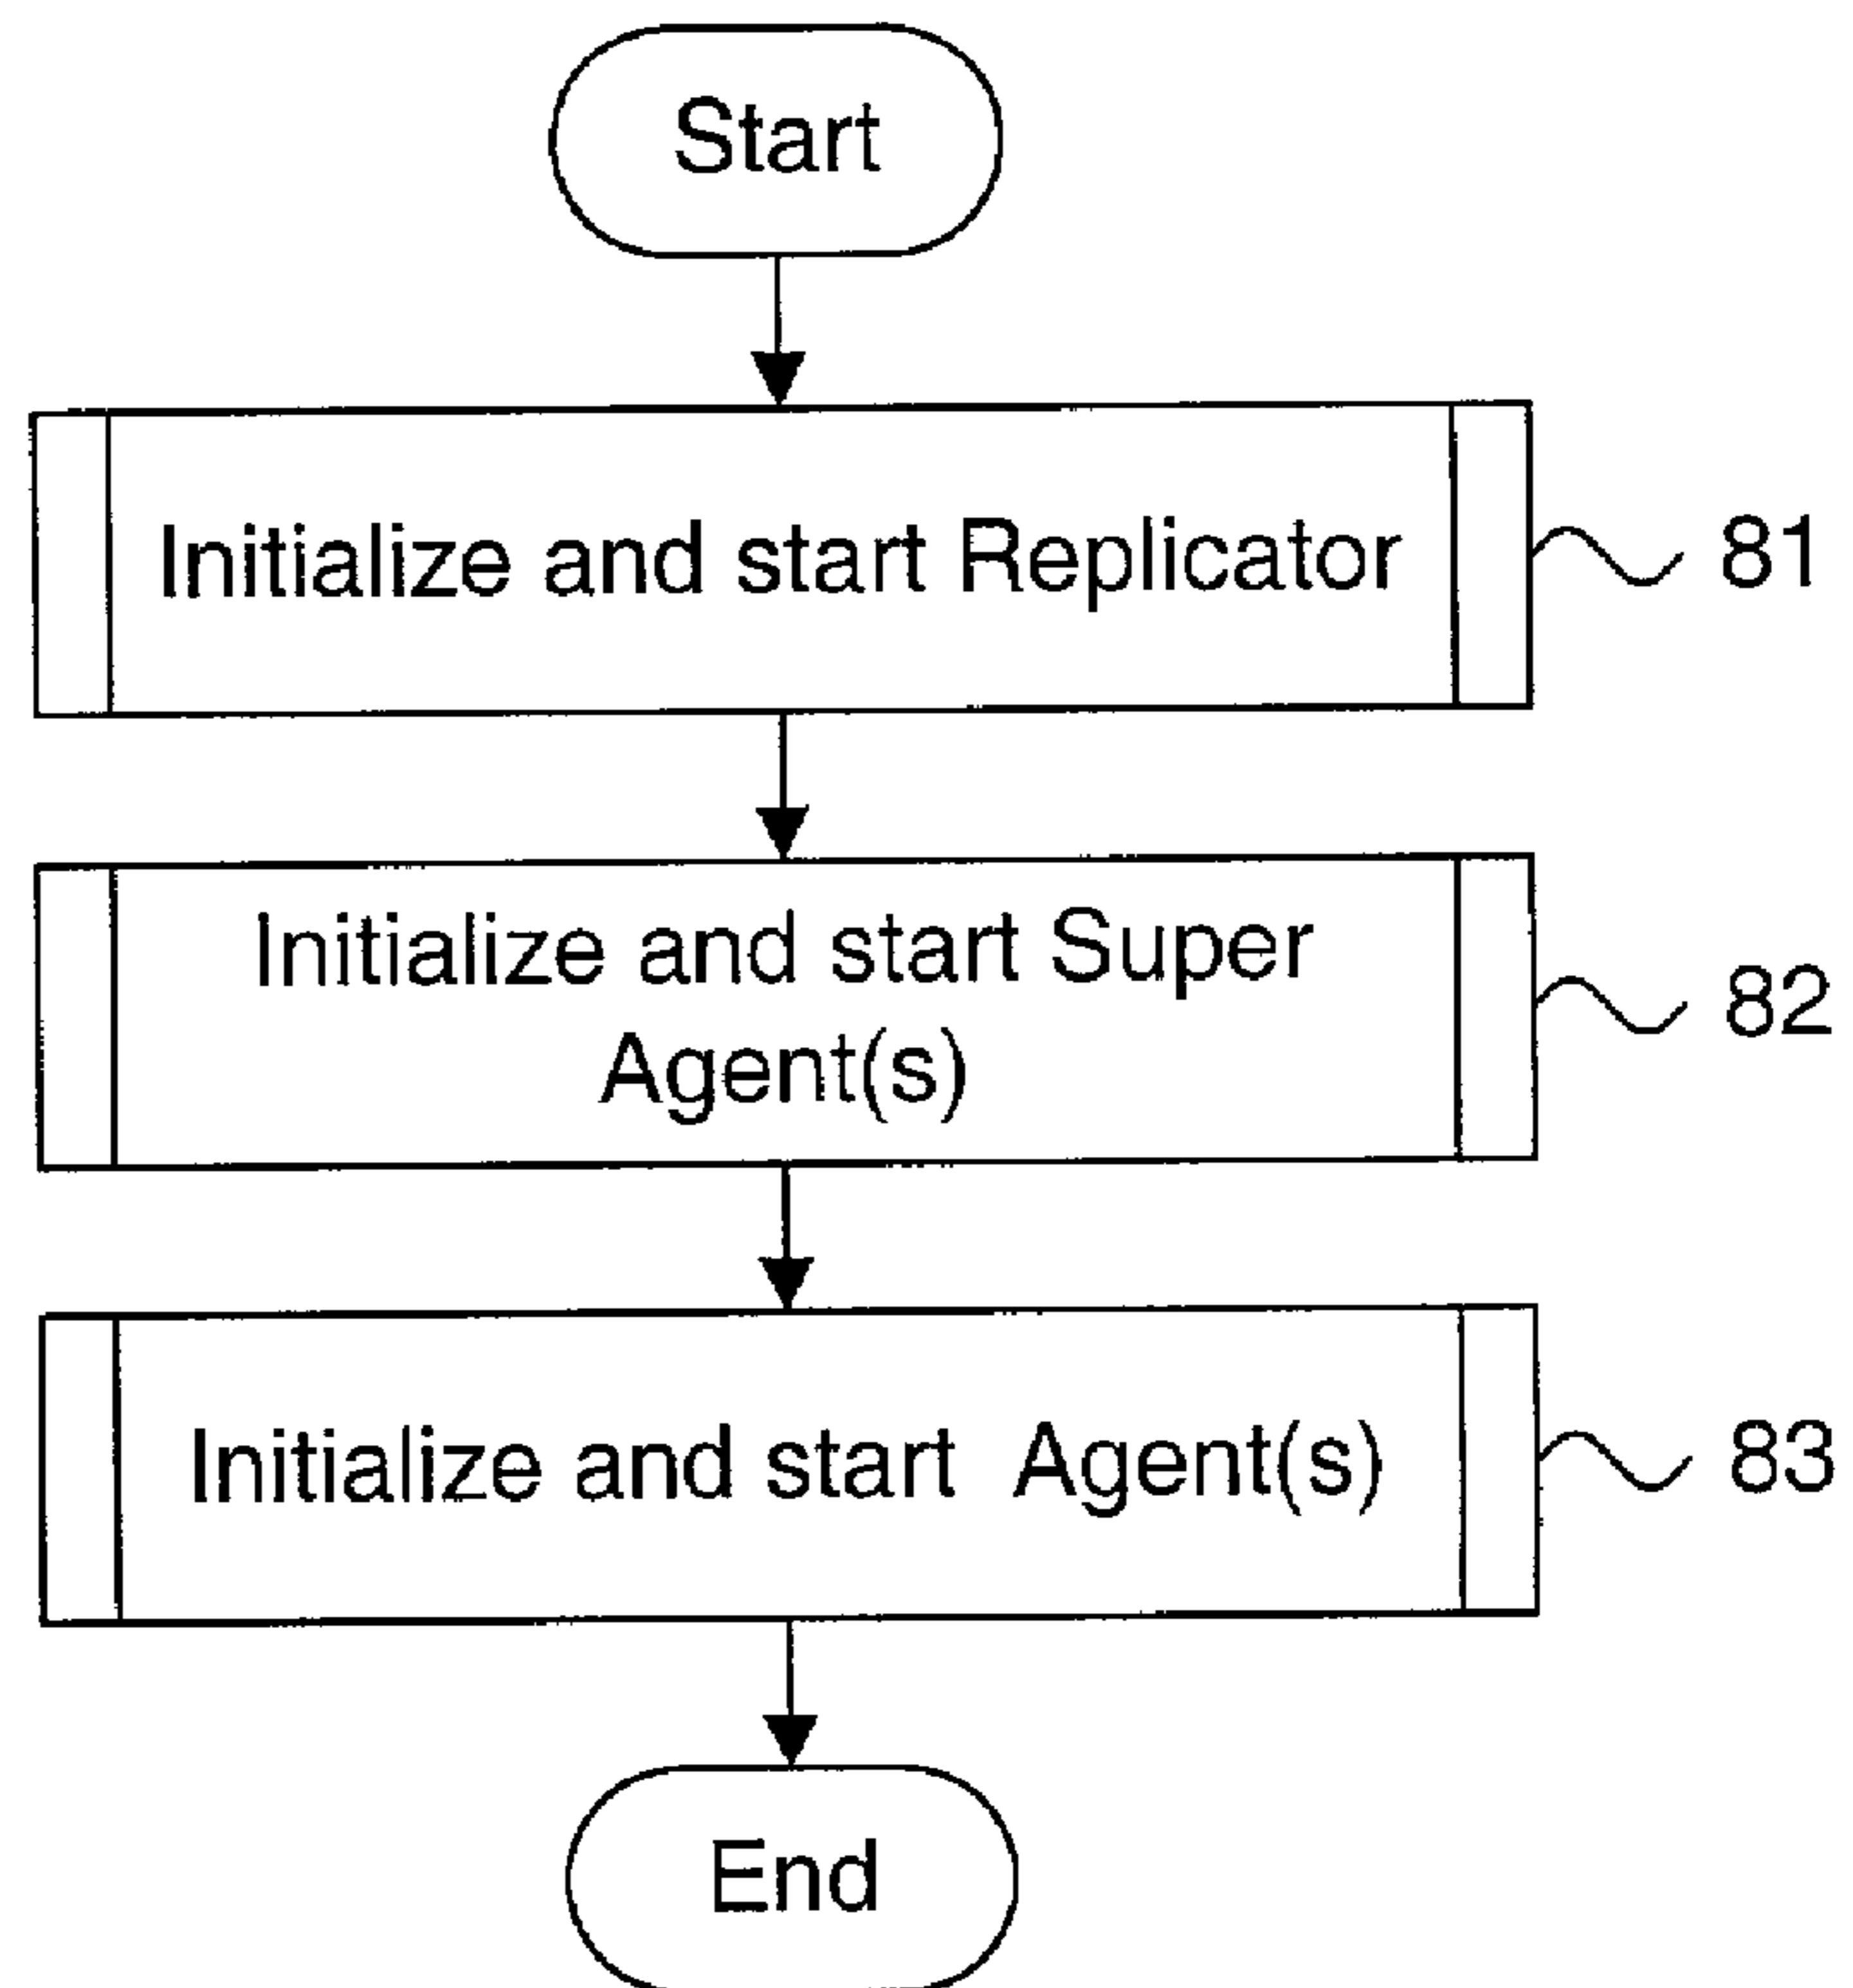 Start
Initialize and start Replicator
81
Initialize and start Super
Agent(s)
82
Initialize and start Agent(s)
83
End